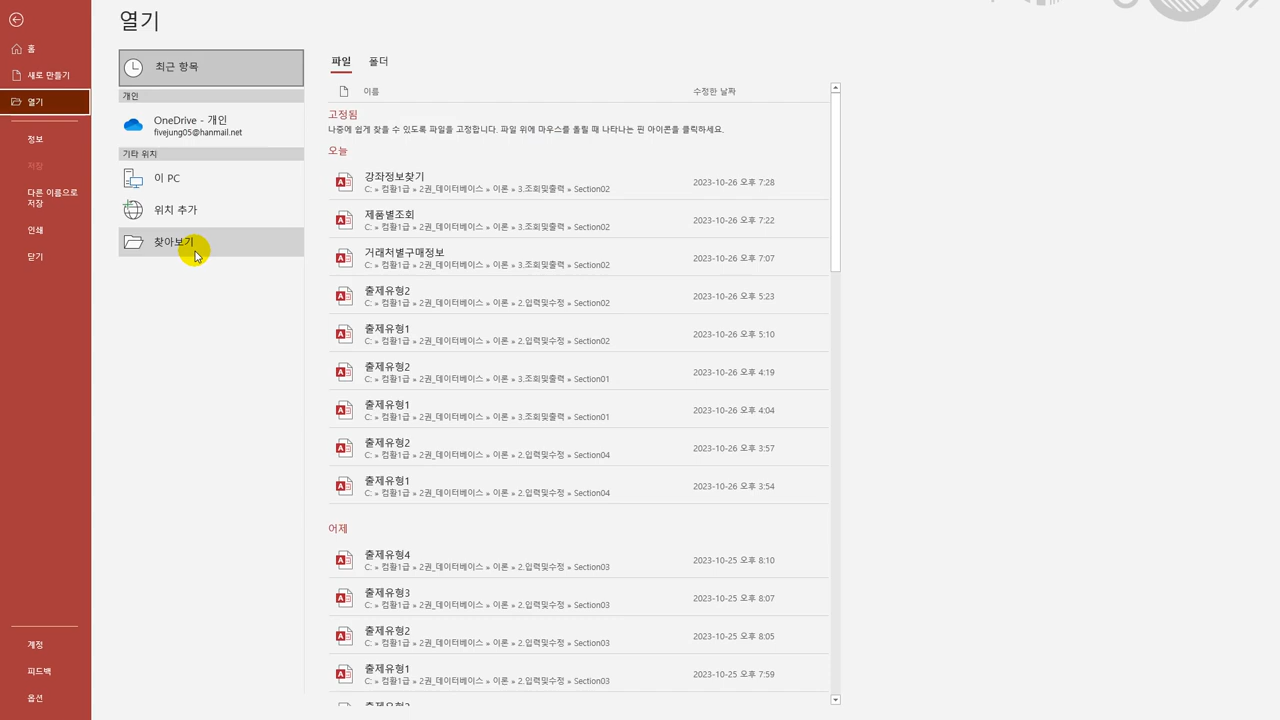 열기
홈
새로 만들기
열기
정보
저장
다른 이름으로
저장
인쇄
닫기
계정
피드백
옵션
최근 항목
개인
OneDrive - 개인
fivejung05@hanmail.net
기타 위치
이 PC
위치 추가
찾아보기
파일 폴더
이름 수정한 날짜
고정됨
나중에 쉽게 찾을 수 있도록 파일을 고정합니다. 파일 위에 마우스를 올릴 때 나타나는 핀 아이콘을 클릭하세요.
오늘
강좌정보찾기
C: » 컴활1급 » 2권_데이터베이스 » 이론 » 3.조회및출력 » Section02
2023-10-26 오후 7:28
제품별조회
C: » 컴활1급 » 2권_데이터베이스 » 이론 » 3.조회및출력 » Section02
2023-10-26 오후 7:22
거래처별구매정보
C: » 컴활1급 » 2권_데이터베이스 » 이론 » 3.조회및출력 » Section02
2023-10-26 오후 7:07
출제유형2
C: » 컴활1급 » 2권_데이터베이스 » 이론 » 2.입력및수정 » Section02
2023-10-26 오후 5:23
출제유형1
C: » 컴활1급 » 2권_데이터베이스 » 이론 » 2.입력및수정 » Section02
2023-10-26 오후 5:10
출제유형2
C: » 컴활1급 » 2권_데이터베이스 » 이론 » 3.조회및출력 » Section01
2023-10-26 오후 4:19
출제유형1
C: » 컴활1급 » 2권_데이터베이스 » 이론 » 3.조회및출력 » Section01
2023-10-26 오후 4:04
출제유형2
C: » 컴활1급 » 2권_데이터베이스 » 이론 » 2.입력및수정 » Section04
2023-10-26 오후 3:57
출제유형1
C: » 컴활1급 » 2권_데이터베이스 » 이론 » 2.입력및수정 » Section04
2023-10-26 오후 3:54
어제
출제유형4
C: » 컴활1급 » 2권_데이터베이스 » 이론 » 2.입력및수정 » Section03
2023-10-25 오후 8:10
출제유형3
C: » 컴활1급 » 2권_데이터베이스 » 이론 » 2.입력및수정 » Section03
2023-10-25 오후 8:07
출제유형2
C: » 컴활1급 » 2권_데이터베이스 » 이론 » 2.입력및수정 » Section03
2023-10-25 오후 8:05
출제유형1
C: » 컴활1급 » 2권_데이터베이스 » 이론 » 2.입력및수정 » Section03
2023-10-25 오후 7:59